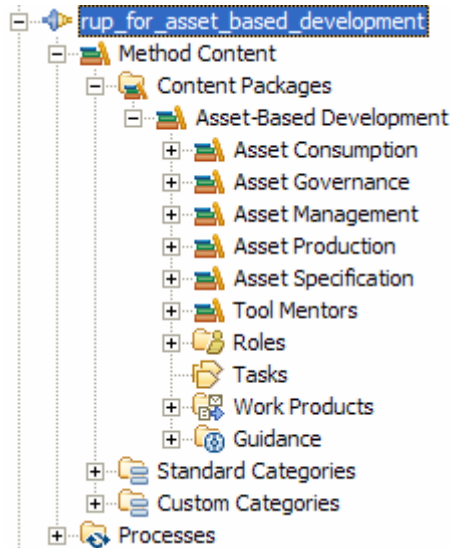 rup_for_asset_based_development
Method Content
Content Packages
Asset-Based Development
Asset Consumption
Asset Governance
Asset Management
Asset Production
Asset Specification
Tool Mentors
Roles
Tasks
Work Products
Guidance
Standard Categories
Custom Categories
Processes